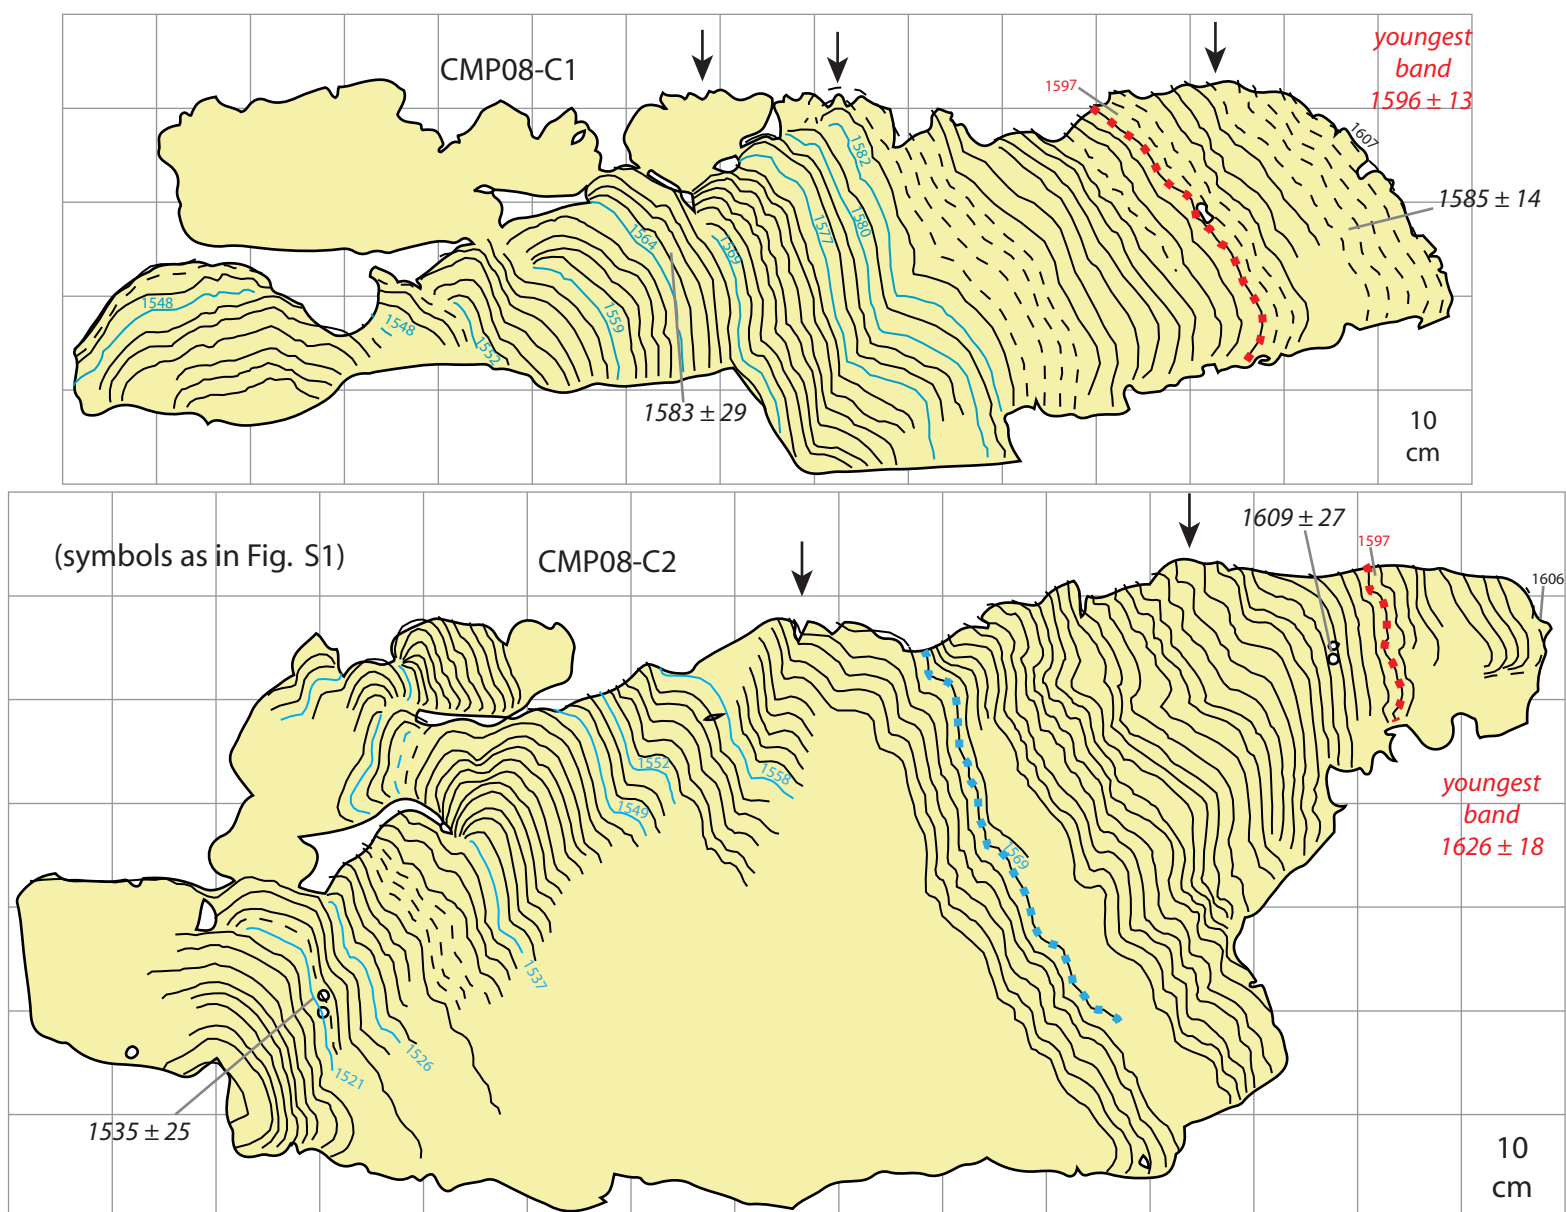 CMP08-C1
youngest
band
1596 ± 13
1597
1607
1582
1585 ± 14
1577
1580
1564
1569
1548
1548
1559
1552
1583 ± 29
10
cm
(symbols as in Fig. S1)
CMP08-C2
1609 ± 27
1597
1606
1552
1558
1549
youngest
band
1626 ± 18
1569
1537
1526
1521
1535 ± 25
10
cm